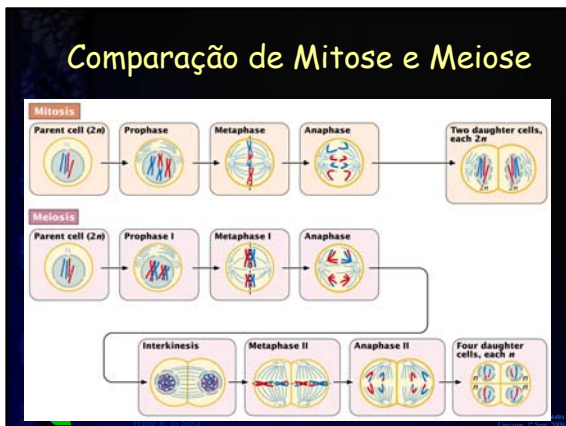 Comparação de Mitose e Meiose
Mitosis
Parent cell (2n)
Prophase
Metaphase
Anaphase
Two daughter cells,
each 2n
2n 2n
Meiosis
Parent cell (2n)
Prophase I
Metaphase I
Anaphase
Interkinesis
Metaphase II
Anaphase II
Four daughter
cells, each n
n n
n n